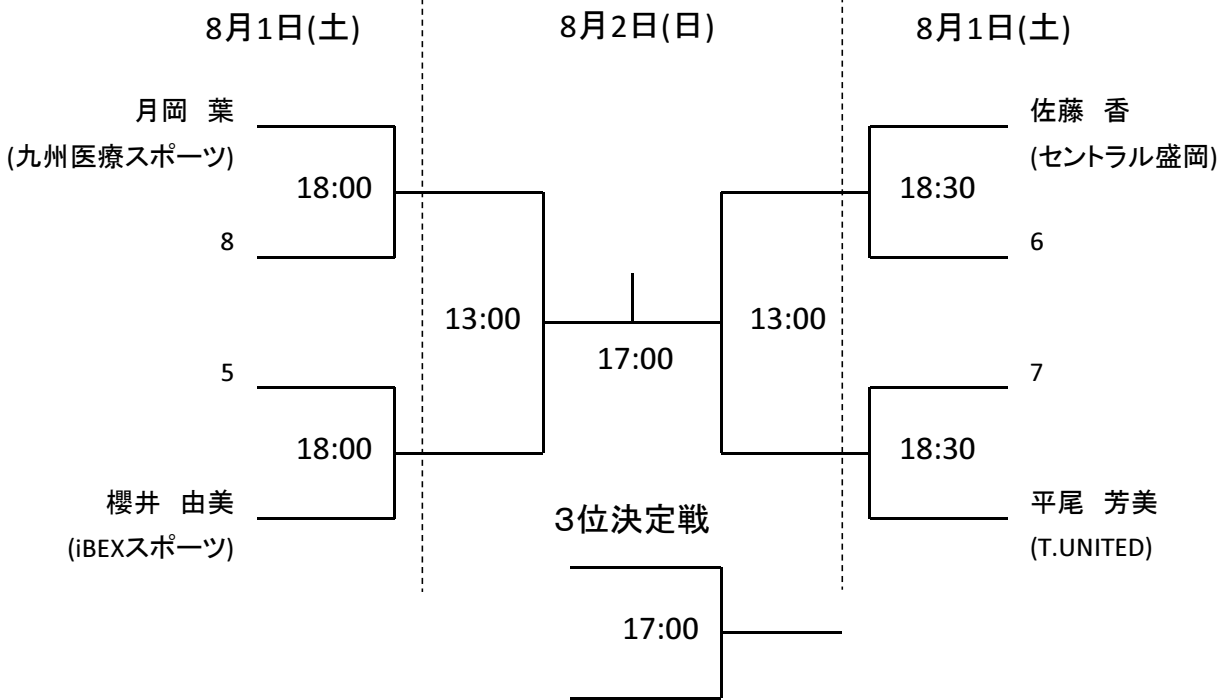 8月1日(土)
8月2日(日)
8月1日(土)
月岡　葉
(九州医療スポーツ)
佐藤　香
(セントラル盛岡)
18:00
18:30
8
6
13:00
13:00
17:00
5
7
18:00
18:30
櫻井　由美
(iBEXスポーツ)
平尾　芳美
(T.UNITED)
３位決定戦
17:00